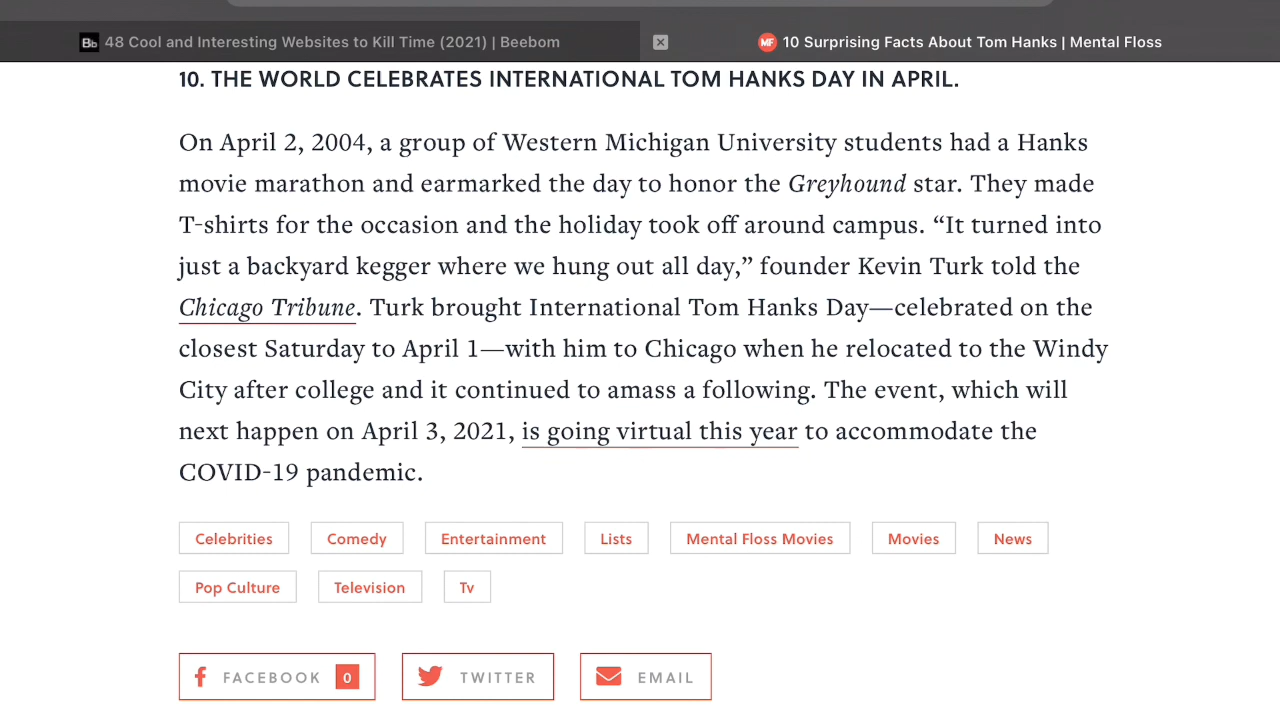 48 Cool and Interesting Websites to Kill Time (2021) | Beebom
10 Surprising Facts About Tom Hanks | Mental Floss
10. THE WORLD CELEBRATES INTERNATIONAL TOM HANKS DAY IN APRIL.
On April 2, 2004, a group of Western Michigan University students had a Hanks
movie marathon and earmarked the day to honor the Greyhound star. They made
T-shirts for the occasion and the holiday took off around campus. “It turned into
just a backyard kegger where we hung out all day,” founder Kevin Turk told the
Chicago Tribune. Turk brought International Tom Hanks Day—celebrated on the
closest Saturday to April 1—with him to Chicago when he relocated to the Windy
City after college and it continued to amass a following. The event, which will
next happen on April 3, 2021, is going virtual this year to accommodate the
COVID-19 pandemic.
Celebrities Comedy Entertainment Lists Mental Floss Movies Movies News
Pop Culture Television Tv
FACEBOOK 0 TWITTER EMAIL